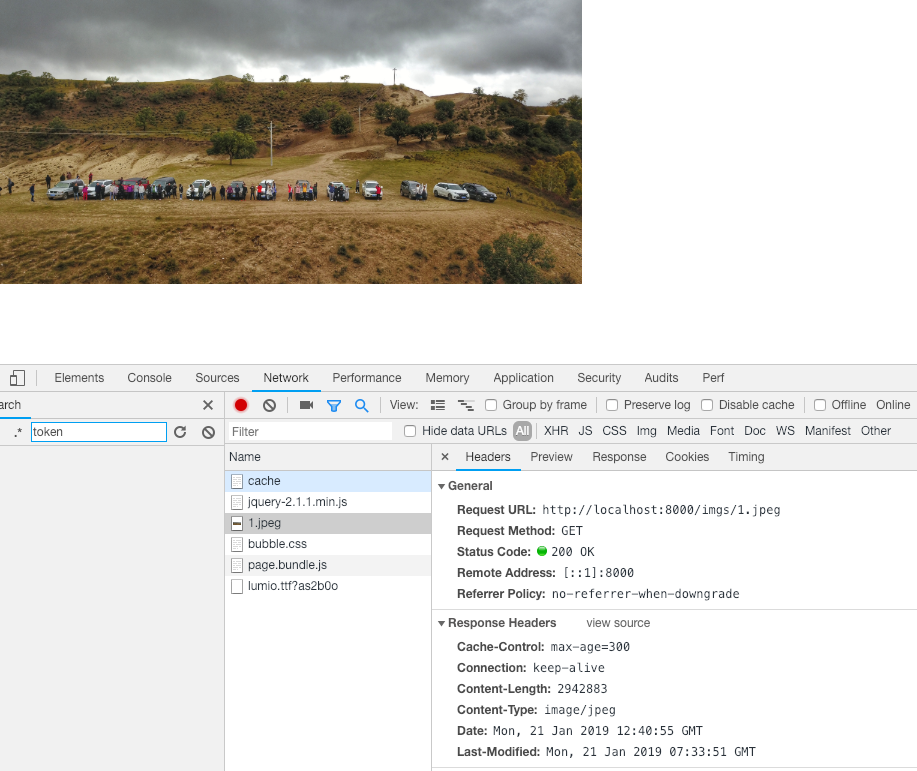 Elements Console Sources Network Performance Memory Application Security Audits Perf
arch View: Group by frame Preserve log Disable cache Offline Online
.* token Filter Hide data URLs All XHR JS CSS Img Media Font Doc WS Manifest Other
Name Headers Preview Response Cookies Timing
cache
jquery-2.1.1.min.js
1.jpeg
bubble.css
page.bundle.js
lumio.ttf?as2b0o
General
Request URL: http://localhost:8000/imgs/1.jpeg
Request Method: GET
Status Code: 200 OK
Remote Address: [::1]:8000
Referrer Policy: no-referrer-when-downgrade
Response Headers view source
Cache-Control: max-age=300
Connection: keep-alive
Content-Length: 2942883
Content-Type: image/jpeg
Date: Mon, 21 Jan 2019 12:40:55 GMT
Last-Modified: Mon, 21 Jan 2019 07:33:51 GMT